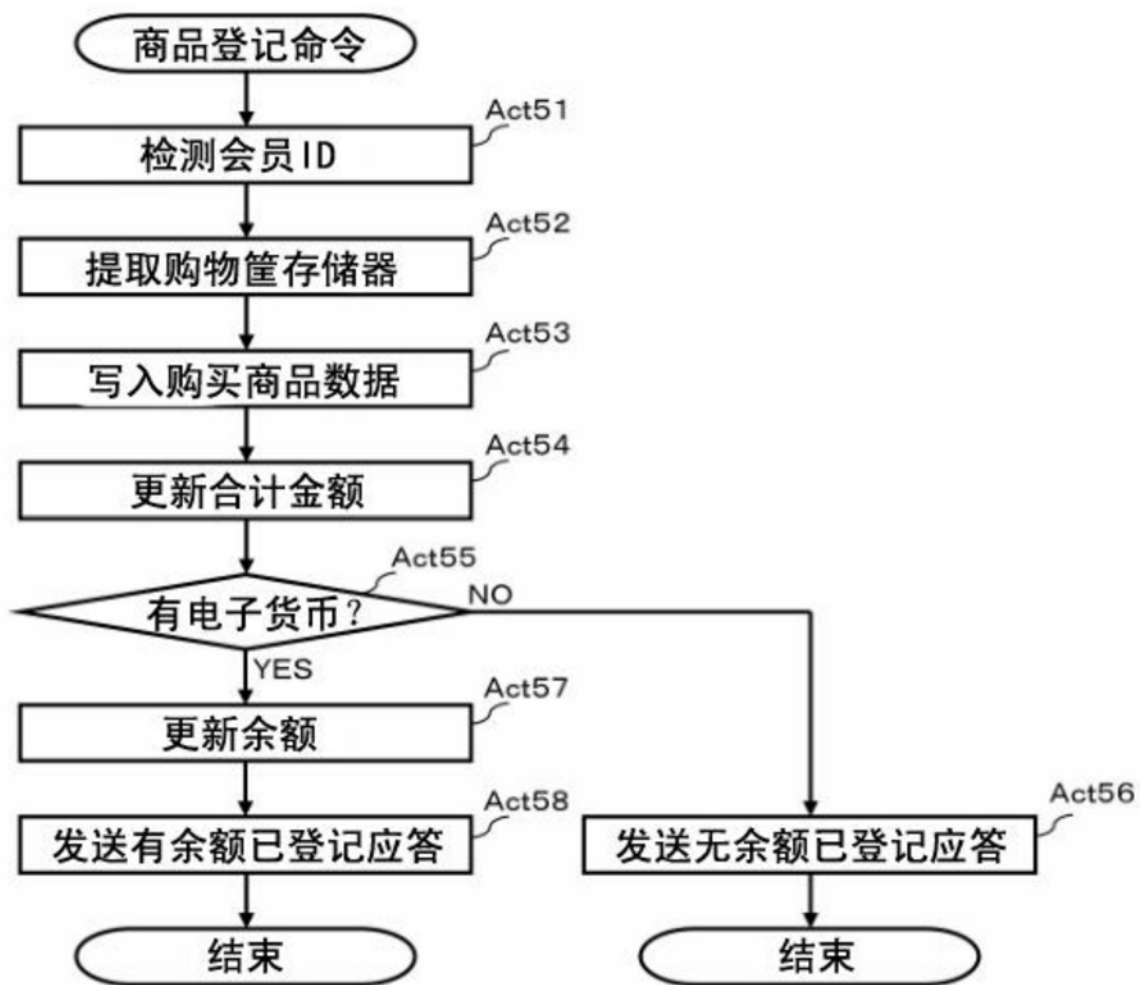 商品登记命令
Act51
检测会员ID
Act52
提取购物筐存储器
Act53
写入购买商品数据
Act54
更新合计金额
Act55
有电子货币?
NO
YES
Act57
更新余额
Act58
发送有余额已登记应答
Act56
发送无余额已登记应答
结束
结束